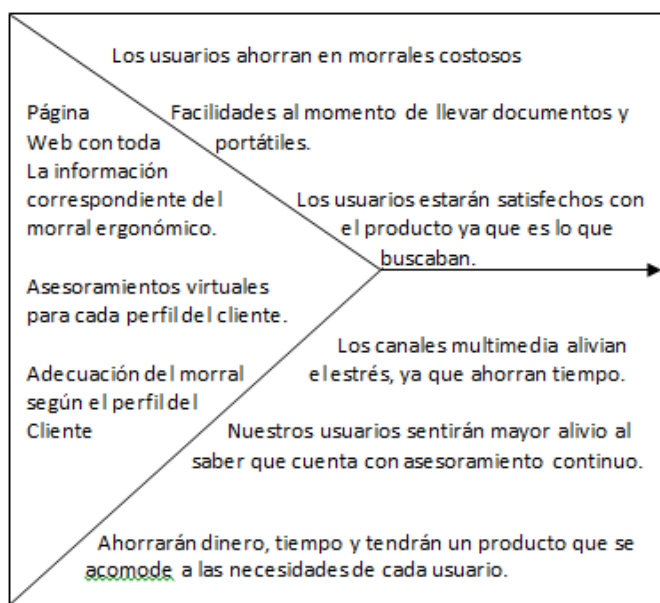 Los usuarios ahorran en morrales costosos
Página
Web con toda
La información
correspondiente del
morral ergonómico.
Asesoramientos virtuales
para cada perfil del cliente.
Adecuación del morral
según el perfil del
Cliente
Facilidades al momento de llevar documentos y
portátiles.
Los usuarios estarán satisfechos con
el producto ya que es lo que
buscaban.
Los canales multimedia alivian
el estrés, ya que ahorran tiempo.
Nuestros usuarios sentirán mayor alivio al
saber que cuenta con asesoramiento continuo.
Ahorrarán dinero, tiempo y tendrán un producto que se
acomode a las necesidades de cada usuario.